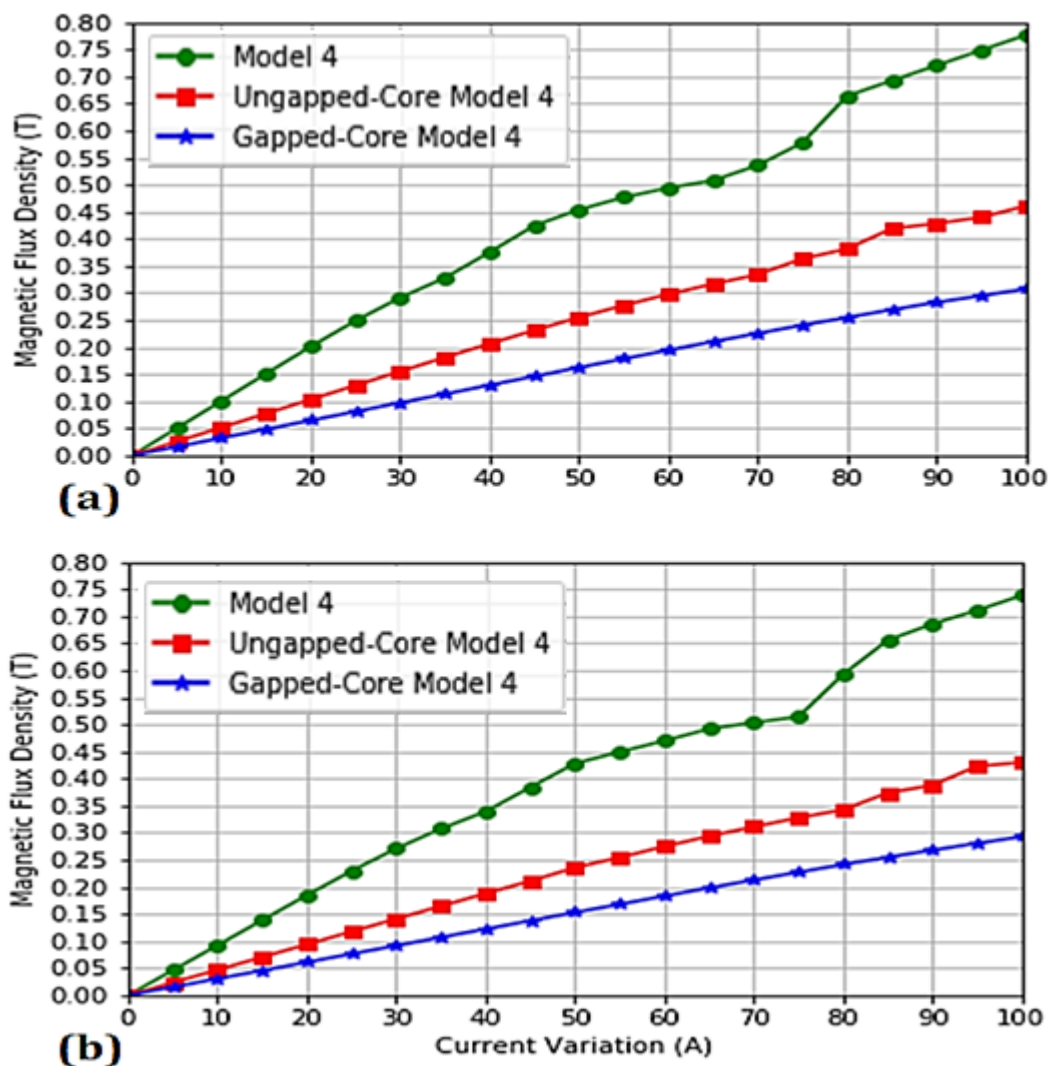 0.80
0.75
0.70
0.65
0.60
0.55
0.50
0.45
0.40
0.35
0.30
0.25
0.20
0.15
0.10
0.05
0.00
Magnetic Flux Density (T)
Model 4
Ungapped-Core Model 4
Gapped-Core Model 4
0 10 20 30 40 50 60 70 80 90 100
(a)
0.80
0.75
0.70
0.65
0.60
0.55
0.50
0.45
0.40
0.35
0.30
0.25
0.20
0.15
0.10
0.05
0.00
Magnetic Flux Density (T)
Model 4
Ungapped-Core Model 4
Gapped-Core Model 4
0 10 20 30 40 50 60 70 80 90 100
(b)
Current Variation (A)